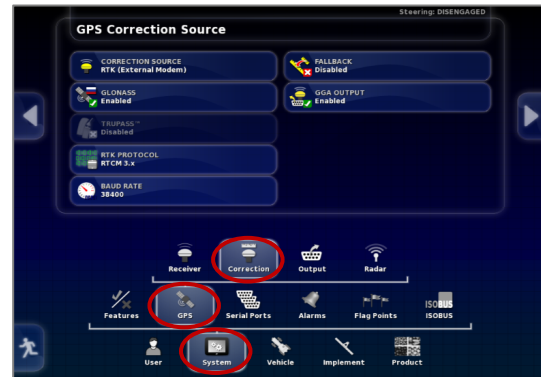 Steering: DISENGAGED
GPS Correction Source
CORRECTION SOURCE
RTK (External Modem)
FALLBACK
Disabled
GLONASS
Enabled
GGA OUTPUT
Enabled
TRUPASS™
Disabled
RTK PROTOCOL
RTCM 3.x
BAUD RATE
38400
Receiver
Correction
Output
Radar
Features
GPS
Serial Ports
Alarms
Flag Points
ISOBUS
ISOBUS
User
System
Vehicle
Implement
Product